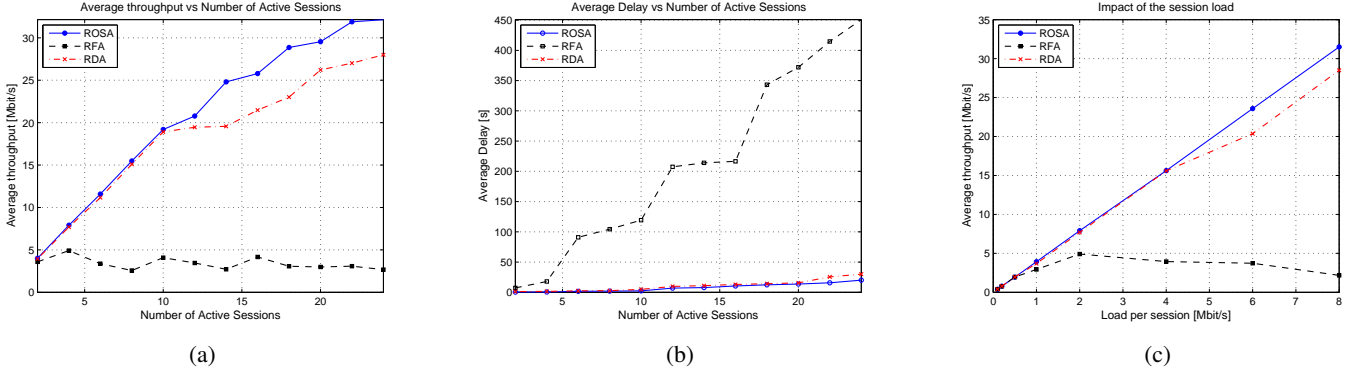 Average throughput vs Number of Active Sessions
30
25
20
15
10
5
0
5
10
15
20
Average throughput [Mbit/s]
Number of Active Sessions
ROSA
RFA
RDA
(a)
Average Delay vs Number of Active Sessions
450
400
350
300
250
200
150
100
50
0
5
10
15
20
Average Delay [s]
Number of Active Sessions
ROSA
RFA
RDA
(b)
Impact of the session load
35
30
25
20
15
10
5
0
0
1
2
3
4
5
6
7
8
Average throughput [Mbit/s]
Load per session [Mbit/s]
ROSA
RFA
RDA
(c)